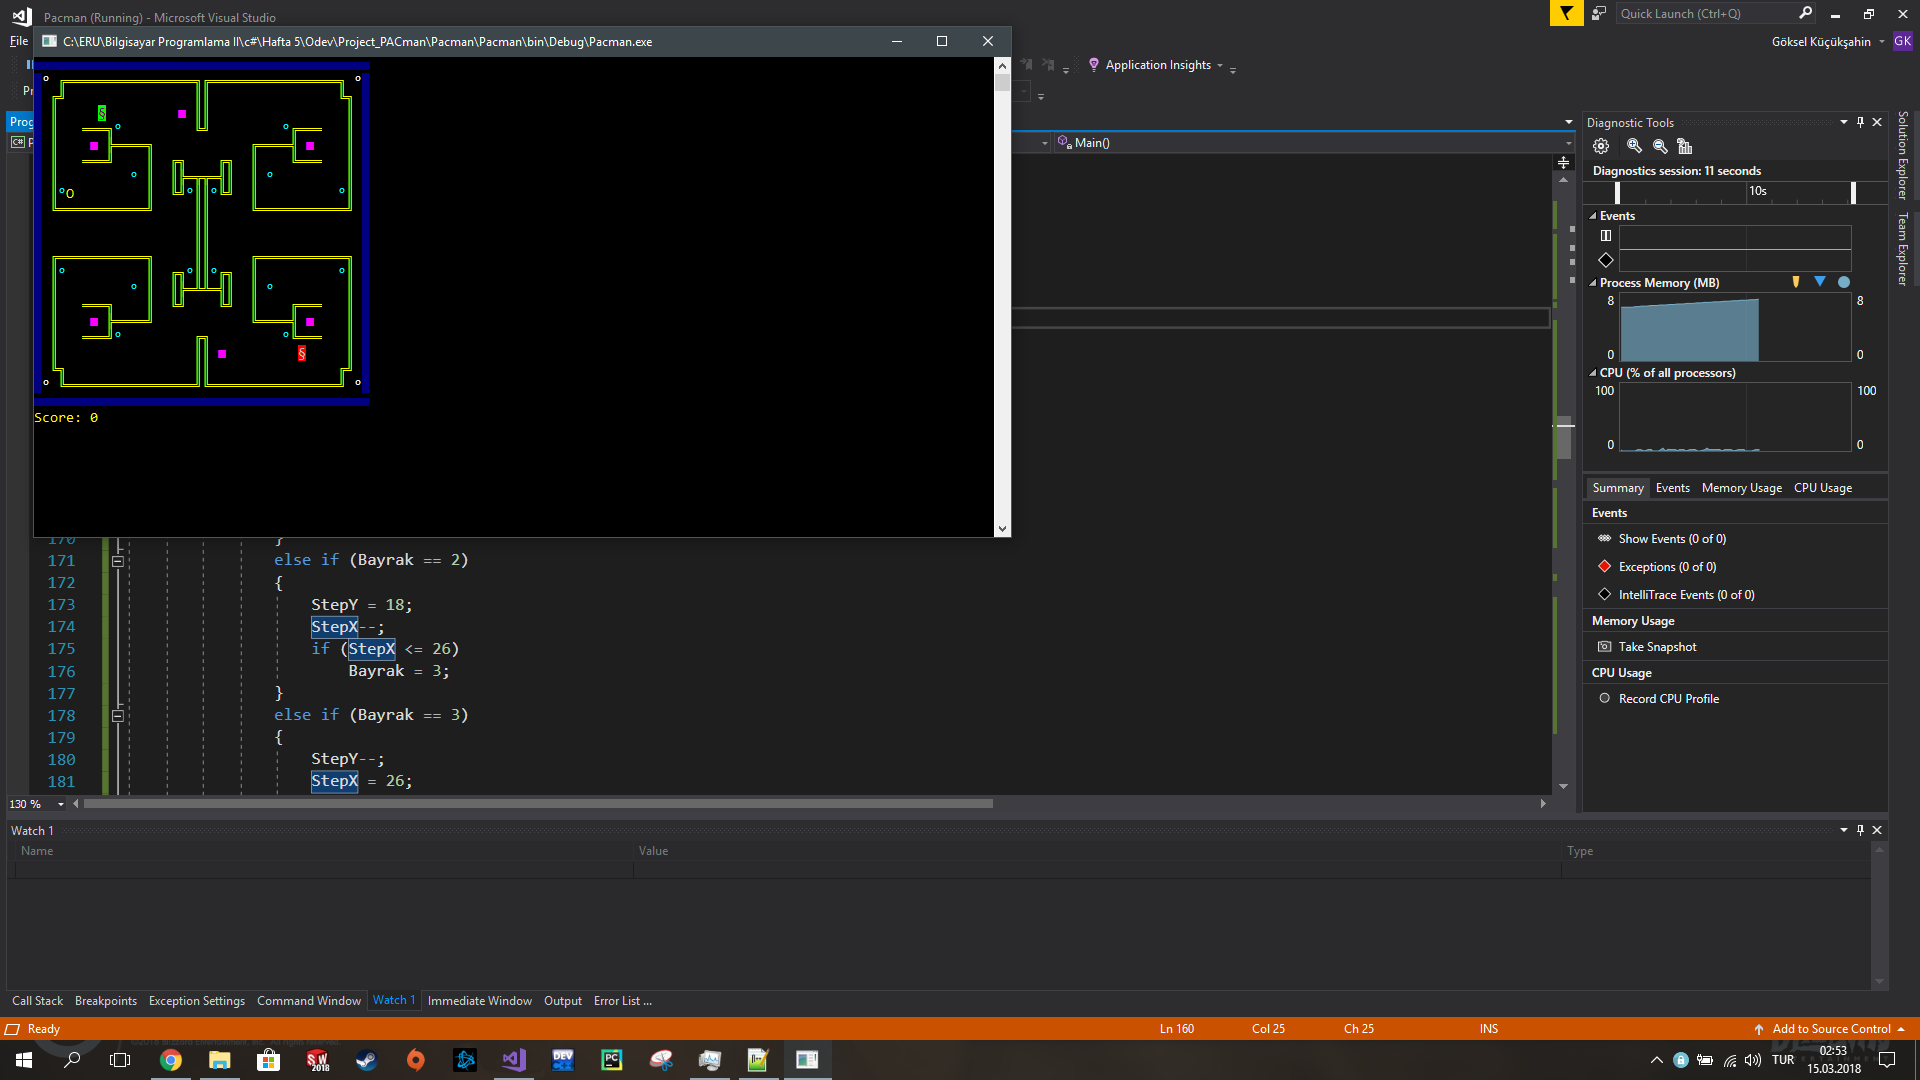 Pacman (Running) - Microsoft Visual Studio
Quick Launch (Ctrl+Q)
File
Göksel Küçükşahin
GK
C:\ERU\Bilgisayar Programlama II\c#\Hafta 5\Odev\Project_PACman\Pacman\Pacman\bin\Debug\Pacman.exe
Application Insights
Score: 0
Main()
170 }
171 else if (Bayrak == 2)
172 {
173 StepY = 18;
174 StepX--;
175 if (StepX <= 26)
176 Bayrak = 3;
177 }
178 else if (Bayrak == 3)
179 {
180 StepY--;
181 StepX = 26;
130 %
Diagnostic Tools
Diagnostics session: 11 seconds
10s
Events
Process Memory (MB)
8 8
0 0
CPU (% of all processors)
100 100
0 0
Summary Events Memory Usage CPU Usage
Events
Show Events (0 of 0)
Exceptions (0 of 0)
IntelliTrace Events (0 of 0)
Memory Usage
Take Snapshot
CPU Usage
Record CPU Profile
Solution Explorer
Team Explorer
Watch 1
Name Value Type
Call Stack Breakpoints Exception Settings Command Window Watch 1 Immediate Window Output Error List ...
Ready Ln 160 Col 25 Ch 25 INS Add to Source Control
TUR
02:53
15.03.2018